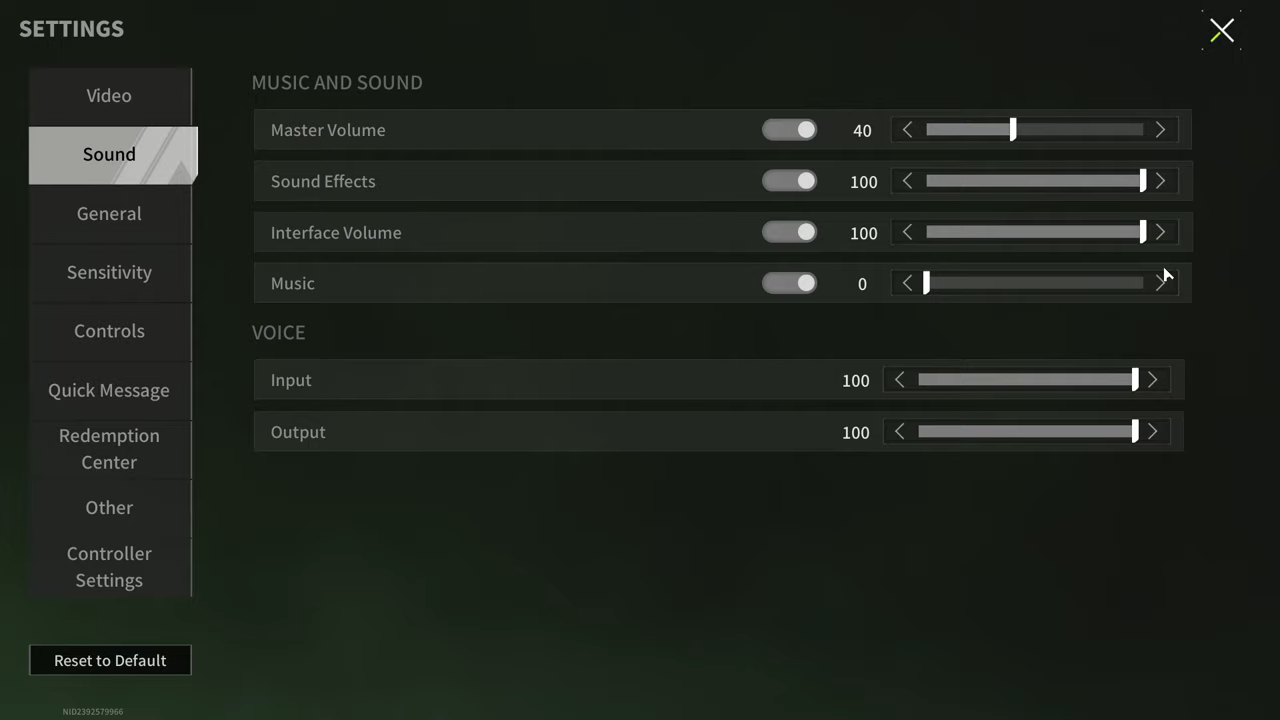 SETTINGS
Video
Sound
General
Sensitivity
Controls
Quick Message
Redemption
Center
Other
Controller
Settings
Reset to Default
NID2392579966
MUSIC AND SOUND
Master Volume 40
Sound Effects 100
Interface Volume 100
Music 0
VOICE
Input 100
Output 100